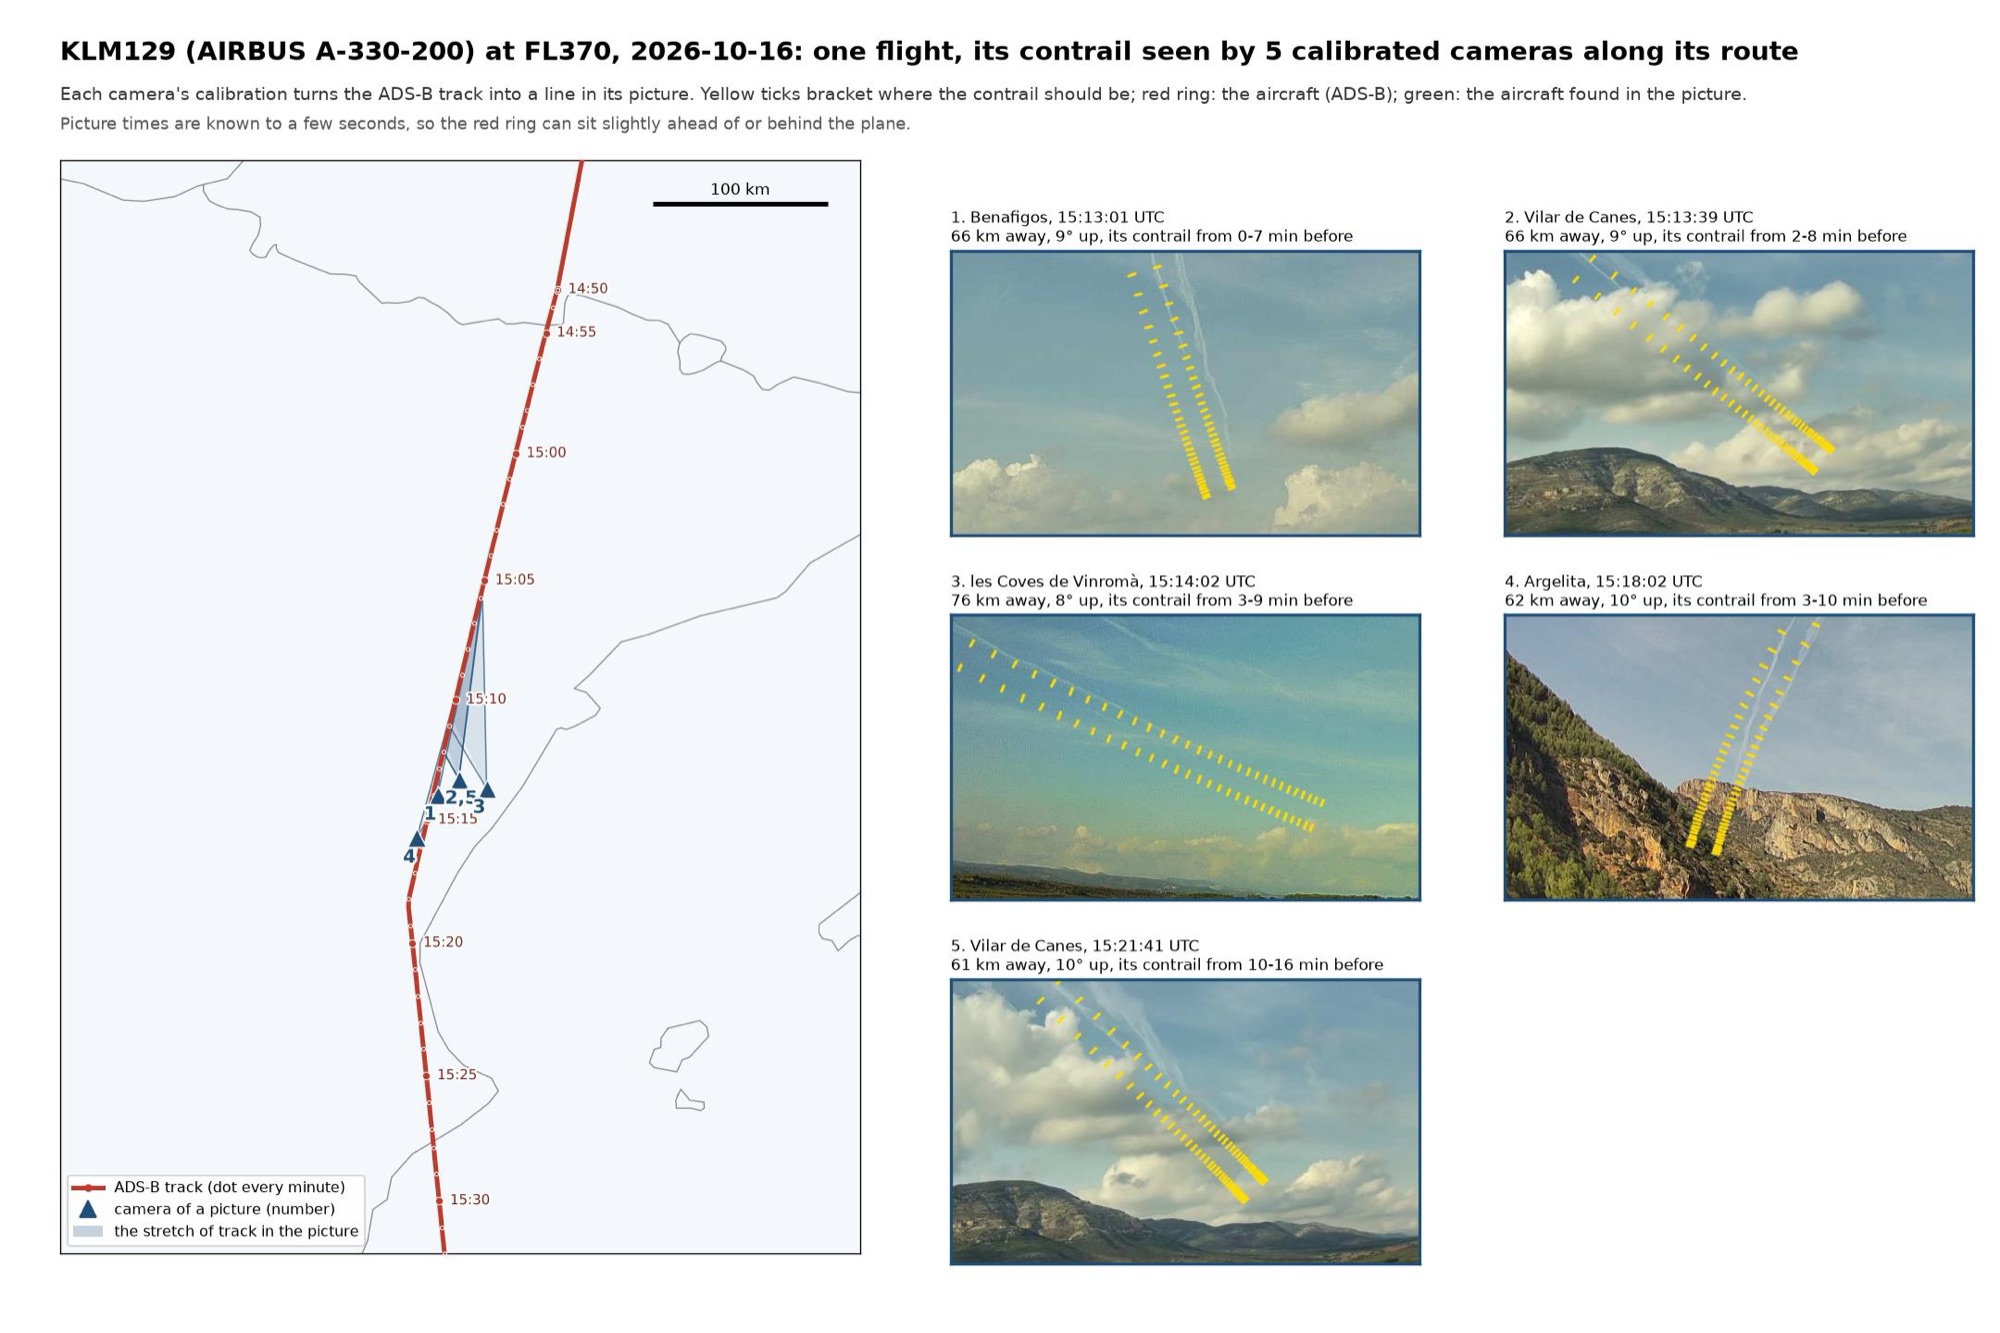 KLM129 (AIRBUS A-330-200) at FL370, 2026-10-16: one flight, its contrail seen by 5 calibrated cameras along its route
Each camera's calibration turns the ADS-B track into a line in its picture. Yellow ticks bracket where the contrail should be; red ring: the aircraft (ADS-B); green: the aircraft found in the picture.
Picture times are known to a few seconds, so the red ring can sit slightly ahead of or behind the plane.
100 km
14:50
14:55
15:00
15:05
15:10
2,5
3
1
15:15
4
15:20
15:25
15:30
ADS-B track (dot every minute)
camera of a picture (number)
the stretch of track in the picture
1. Benafigos, 15:13:01 UTC
66 km away, 9° up, its contrail from 0-7 min before
2. Vilar de Canes, 15:13:39 UTC
66 km away, 9° up, its contrail from 2-8 min before
3. les Coves de Vinromà, 15:14:02 UTC
76 km away, 8° up, its contrail from 3-9 min before
4. Argelita, 15:18:02 UTC
62 km away, 10° up, its contrail from 3-10 min before
5. Vilar de Canes, 15:21:41 UTC
61 km away, 10° up, its contrail from 10-16 min before